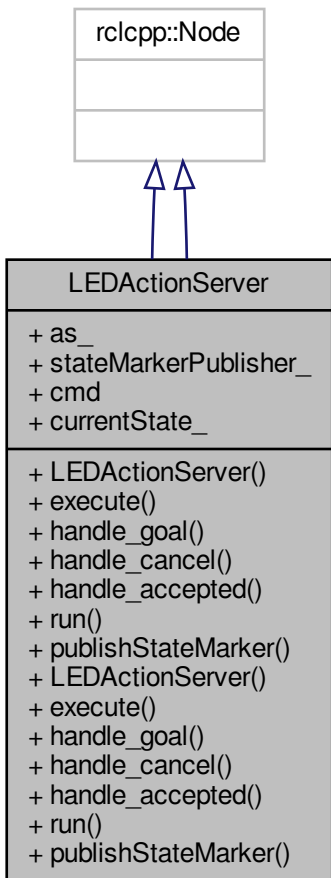 rclcpp::Node
LEDActionServer
+ as_
+ stateMarkerPublisher_
+ cmd
+ currentState_
+ LEDActionServer()
+ execute()
+ handle_goal()
+ handle_cancel()
+ handle_accepted()
+ run()
+ publishStateMarker()
+ LEDActionServer()
+ execute()
+ handle_goal()
+ handle_cancel()
+ handle_accepted()
+ run()
+ publishStateMarker()